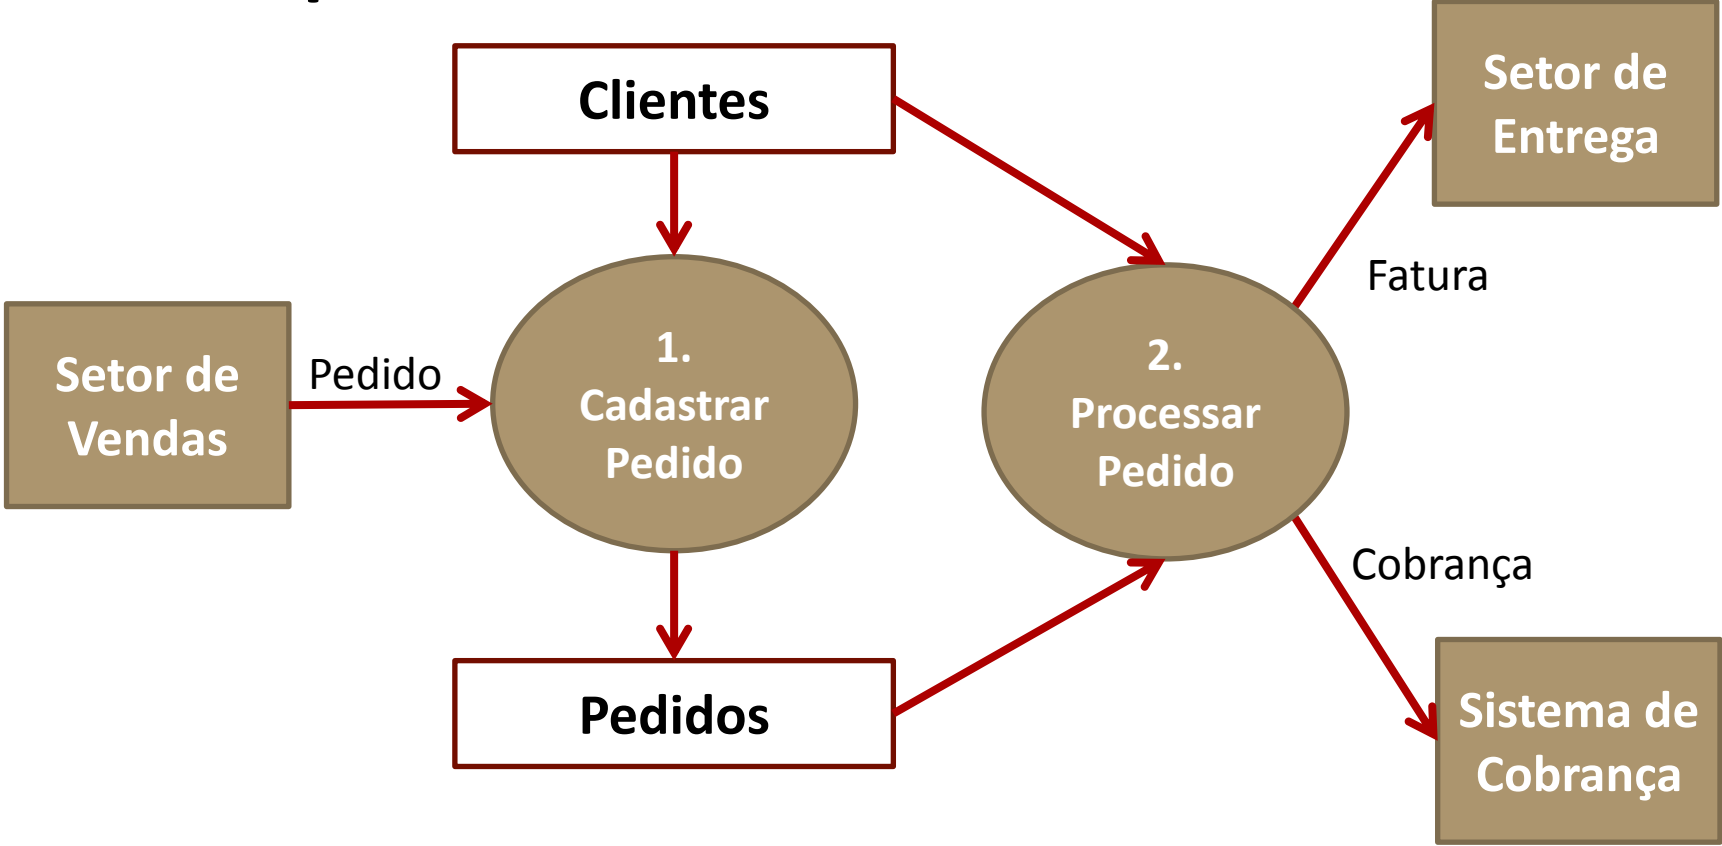 Clientes
Setor de
Entrega
Fatura
Setor de
Vendas
Pedido
1.
Cadastrar
Pedido
2.
Processar
Pedido
Cobrança
Pedidos
Sistema de
Cobrança